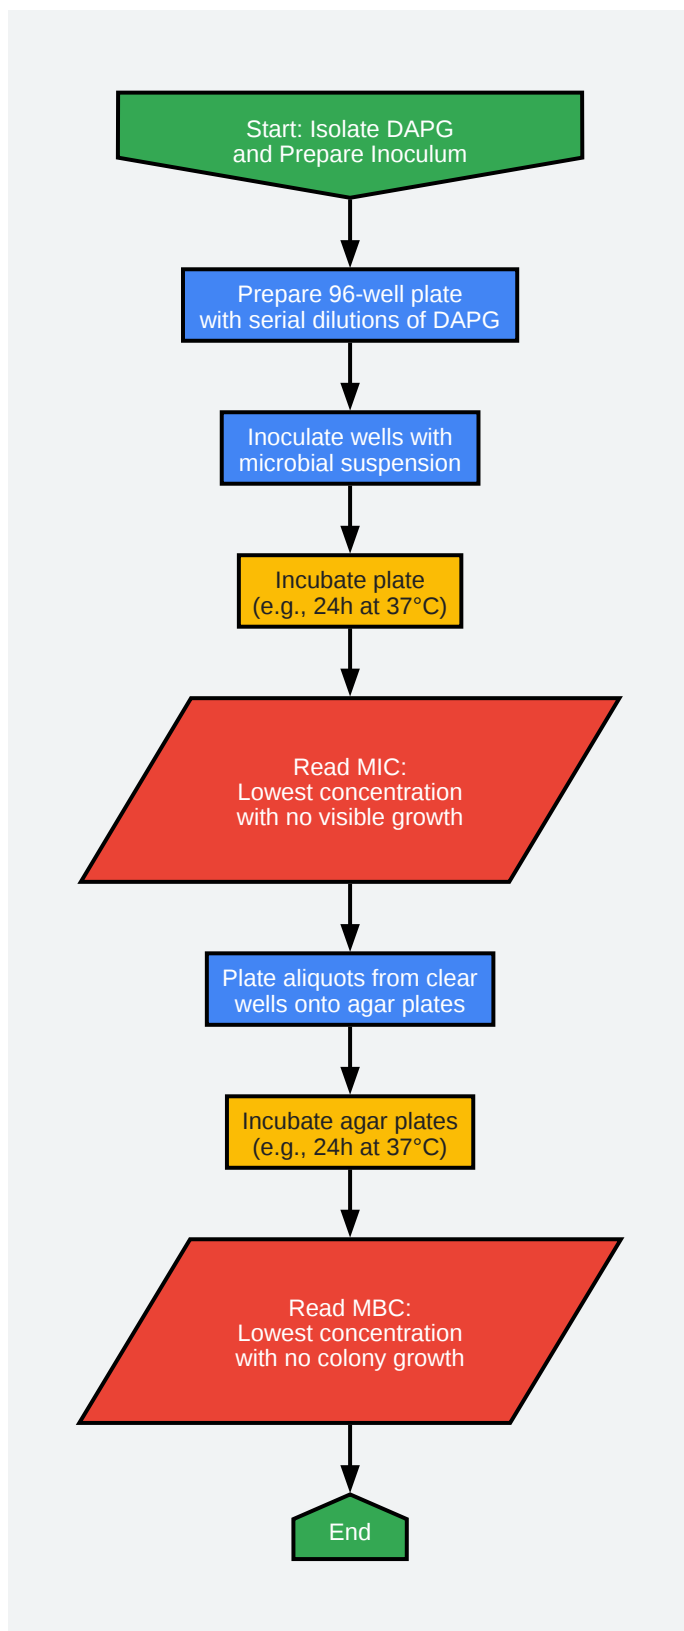 Start: Isolate DAPG
and Prepare Inoculum
Prepare 96-well plate
with serial dilutions of DAPG
Inoculate wells with
microbial suspension
Incubate plate
(e.g., 24h at 37°C)
Read MIC:
Lowest concentration
with no visible growth
Plate aliquots from clear
wells onto agar plates
Incubate agar plates
(e.g., 24h at 37°C)
Read MBC:
Lowest concentration
with no colony growth
End